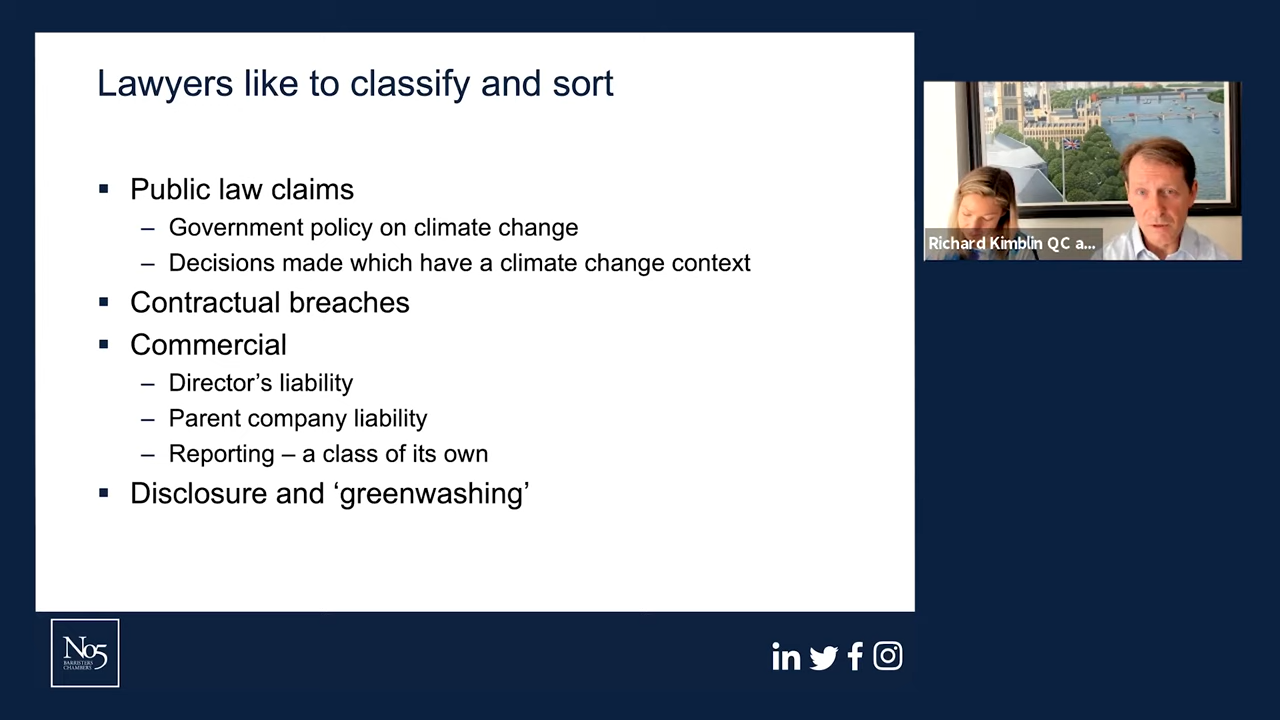 Lawyers like to classify and sort
▪ Public law claims
– Government policy on climate change
– Decisions made which have a climate change context
▪ Contractual breaches
▪ Commercial
– Director’s liability
– Parent company liability
– Reporting – a class of its own
▪ Disclosure and ‘greenwashing’
Richard Kimblin QC a...
No5
BARRISTERS
CHAMBERS